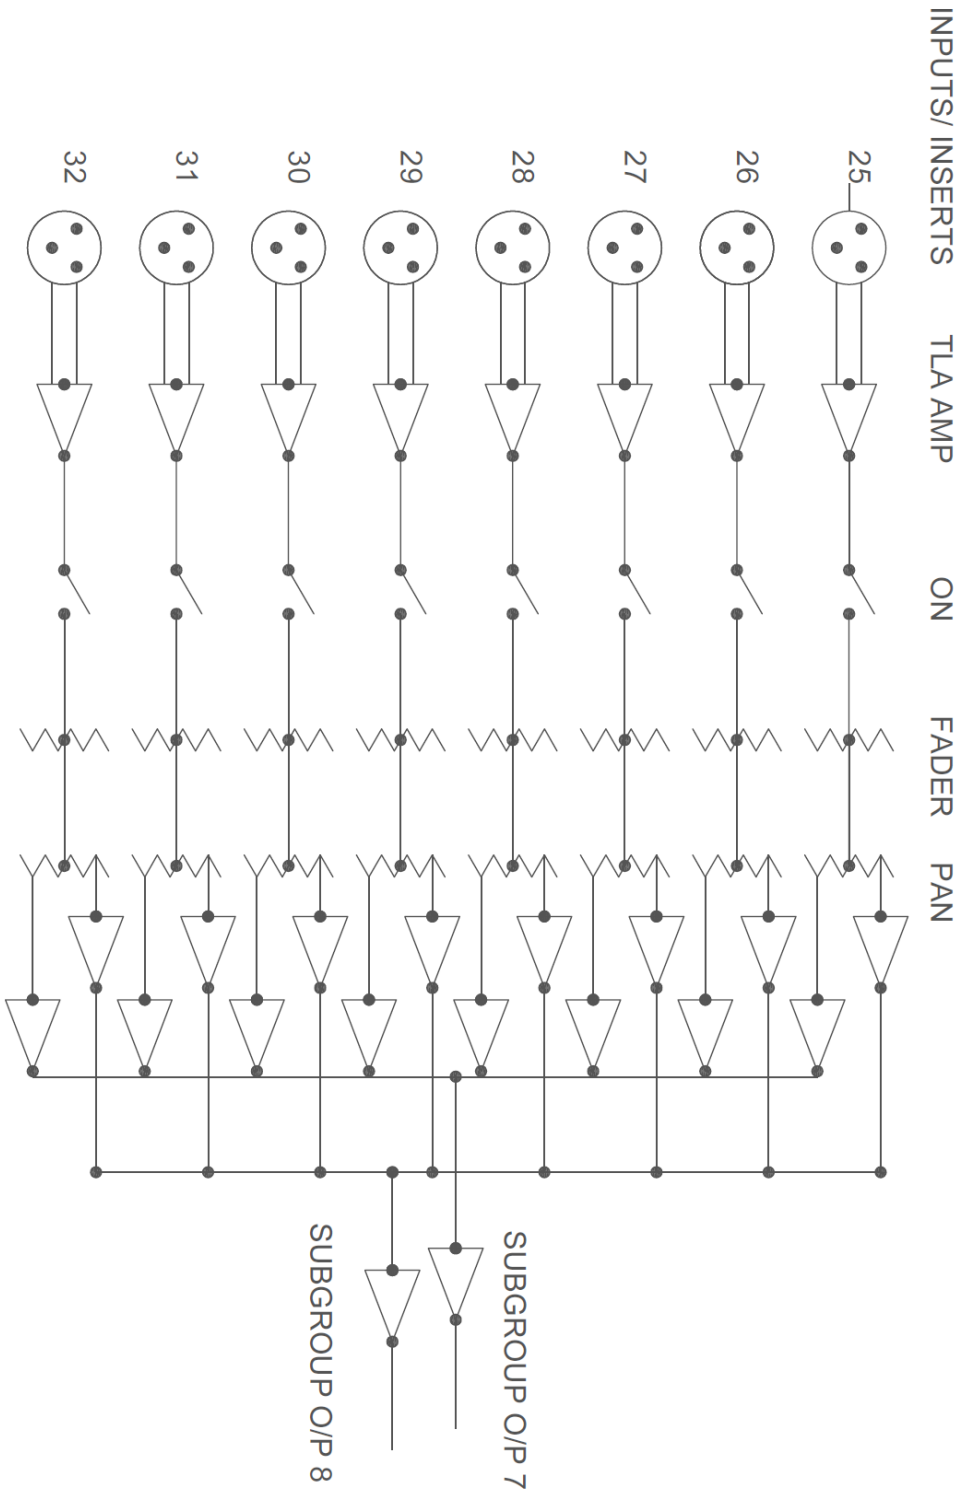 INPUTS/ INSERTS
TLA AMP
ON
FADER
PAN
25
26
27
28
29
30
31
32
SUBGROUP O/P 7
SUBGROUP O/P 8